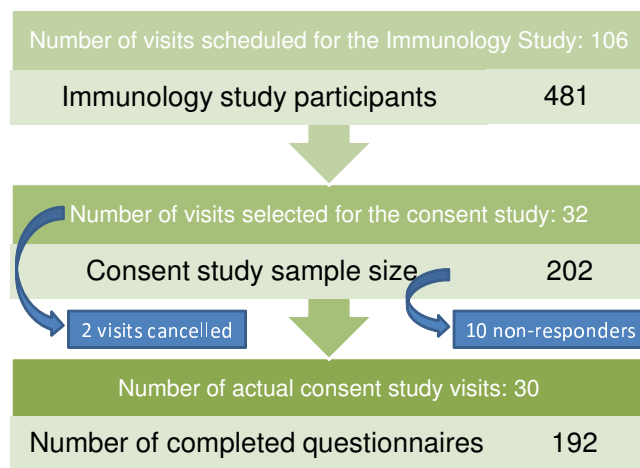 Number of visits scheduled for the Immunology Study: 106
Immunology study participants 481
Number of visits selected for the consent study: 32
Consent study sample size 202
2 visits cancelled 10 non-responders
Number of actual consent study visits: 30
Number of completed questionnaires 192